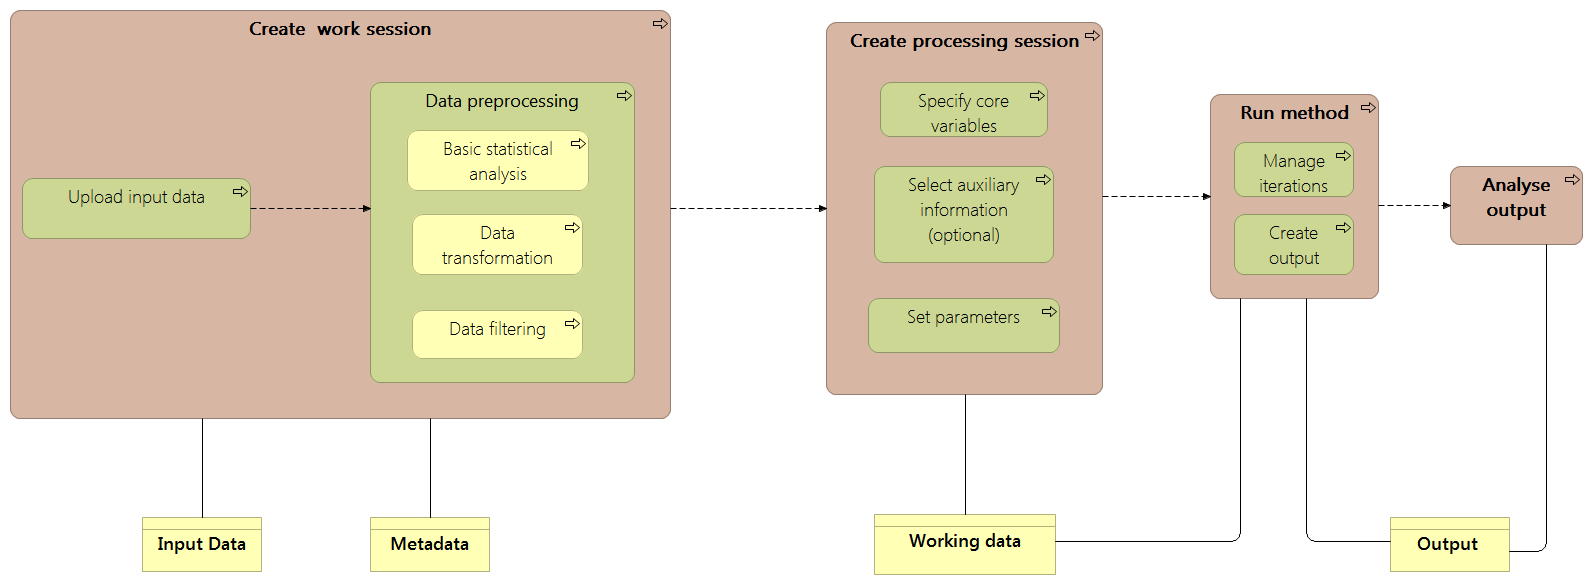 Create work session
Upload input data
Data preprocessing
Basic statistical
analysis
Data
transformation
Data filtering
Create processing session
Specify core
variables
Select auxiliary
information
(optional)
Set parameters
Run method
Manage
iterations
Create
output
Analyse
output
Input Data
Metadata
Working data
Output